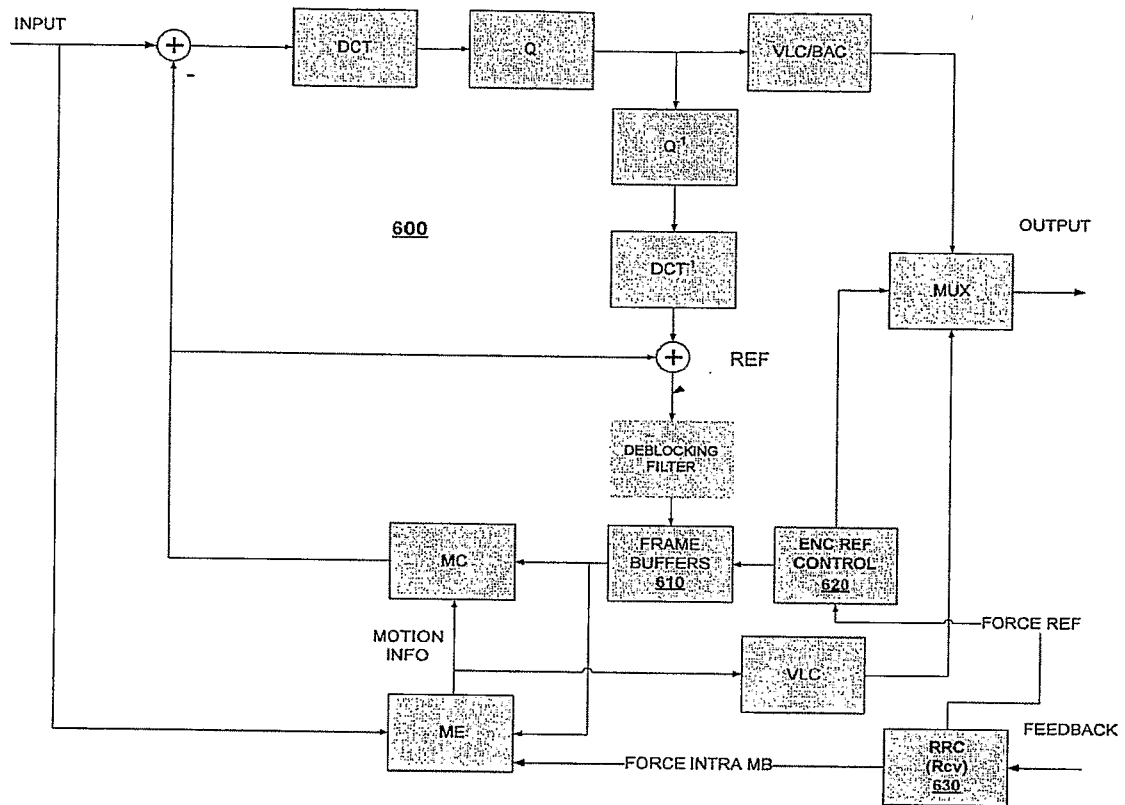 INPUT
DCT
Q
VLC/BAC
-
Q⁻¹
600
OUTPUT
DCT⁻¹
MUX
REF
DEBLOCKING
FILTER
MC
FRAME
BUFFERS
610
ENC REF
CONTROL
620
FORCE REF
MOTION
INFO
VLC
ME
FEEDBACK
RRC
(Rcv)
630
FORCE INTRA MB